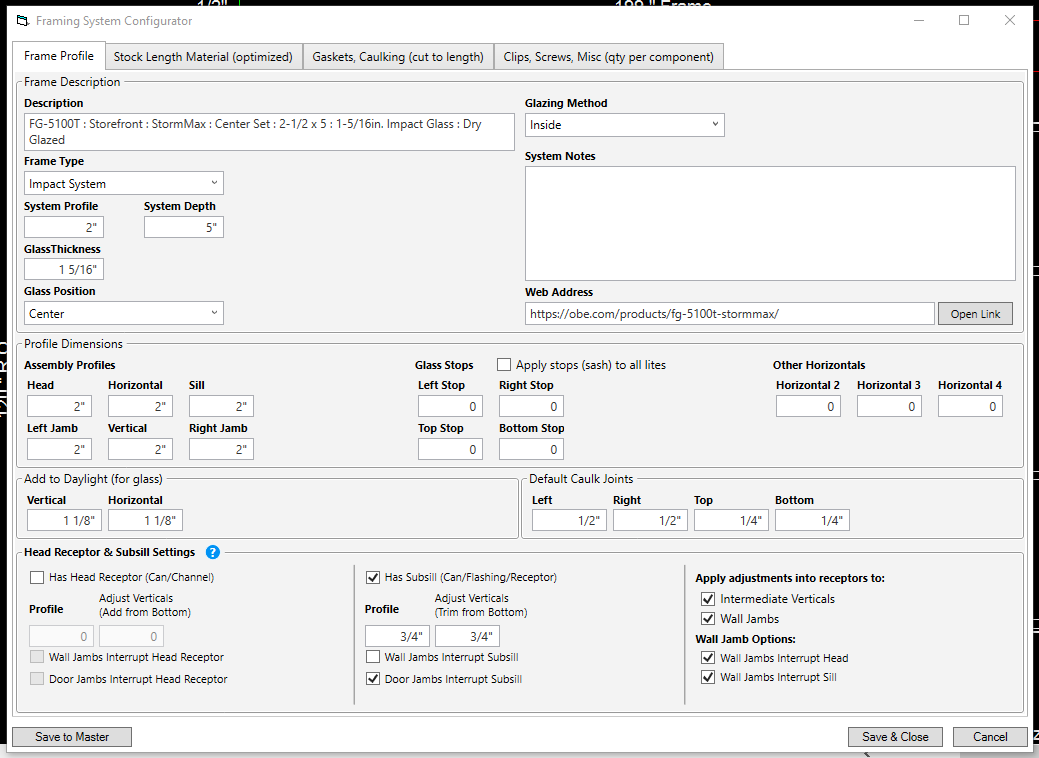 Framing System Configurator
Frame Profile
Stock Length Material (optimized)
Gaskets, Caulking (cut to length)
Clips, Screws, Misc (qty per component)
Frame Description
Description
FG-5100T : Storefront : StormMax : Center Set : 2-1/2 x 5 : 1-5/16in. Impact Glass : Dry
Glazed
Frame Type
Impact System
System Profile
System Depth
2"
5"
GlassThickness
1 5/16"
Glass Position
Center
Glazing Method
Inside
System Notes
Web Address
https://obe.com/products/fg-5100t-stormmax/
Open Link
Profile Dimensions
Assembly Profiles
Head
Horizontal
Sill
2"
2"
2"
Left Jamb
Vertical
Right Jamb
2"
2"
2"
Glass Stops
Apply stops (sash) to all lites
Left Stop
Right Stop
0
0
Top Stop
Bottom Stop
0
0
Other Horizontals
Horizontal 2
Horizontal 3
Horizontal 4
0
0
0
Add to Daylight (for glass)
Vertical
Horizontal
1 1/8"
1 1/8"
Default Caulk Joints
Left
Right
Top
Bottom
1/2"
1/2"
1/4"
1/4"
Head Receptor & Subsill Settings
?
Has Head Receptor (Can/Channel)
Profile
Adjust Verticals
(Add from Bottom)
0
0
Wall Jambs Interrupt Head Receptor
Door Jambs Interrupt Head Receptor
Has Subsill (Can/Flashing/Receptor)
Profile
Adjust Verticals
(Trim from Bottom)
3/4"
3/4"
Wall Jambs Interrupt Subsill
Door Jambs Interrupt Subsill
Apply adjustments into receptors to:
Intermediate Verticals
Wall Jambs
Wall Jamb Options:
Wall Jambs Interrupt Head
Wall Jambs Interrupt Sill
Save to Master
Save & Close
Cancel